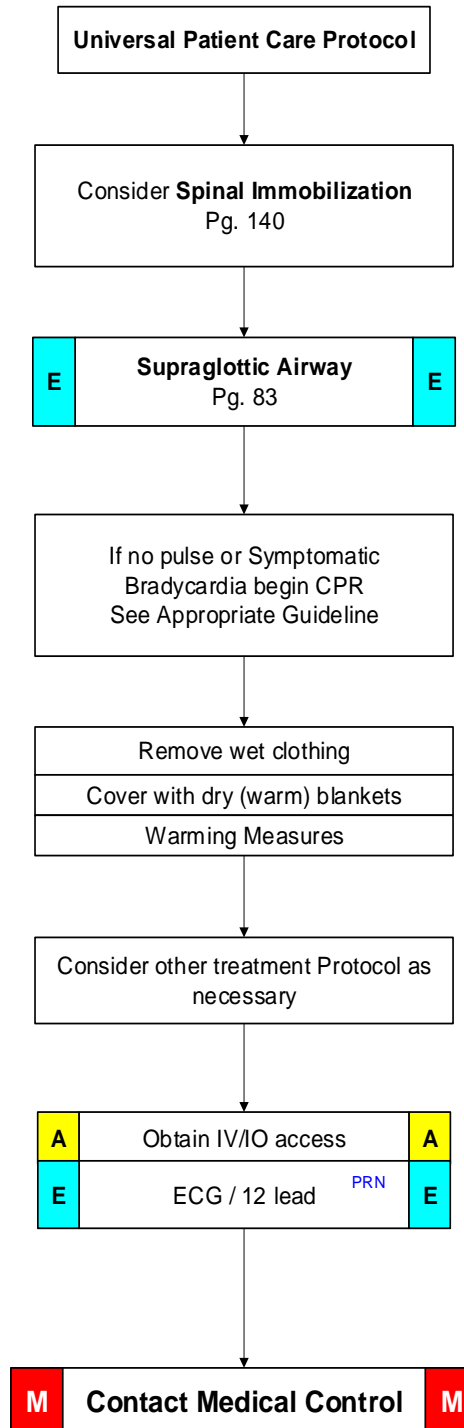 Universal Patient Care Protocol
Consider Spinal Immobilization
Pg. 140
E
Supraglottic Airway
Pg. 83
E
If no pulse or Symptomatic
Bradycardia begin CPR
See Appropriate Guideline
Remove wet clothing
Cover with dry (warm) blankets
Warming Measures
Consider other treatment Protocol as
necessary
A Obtain IV/IO access A
E ECG / 12 lead PRN E
M Contact Medical Control M